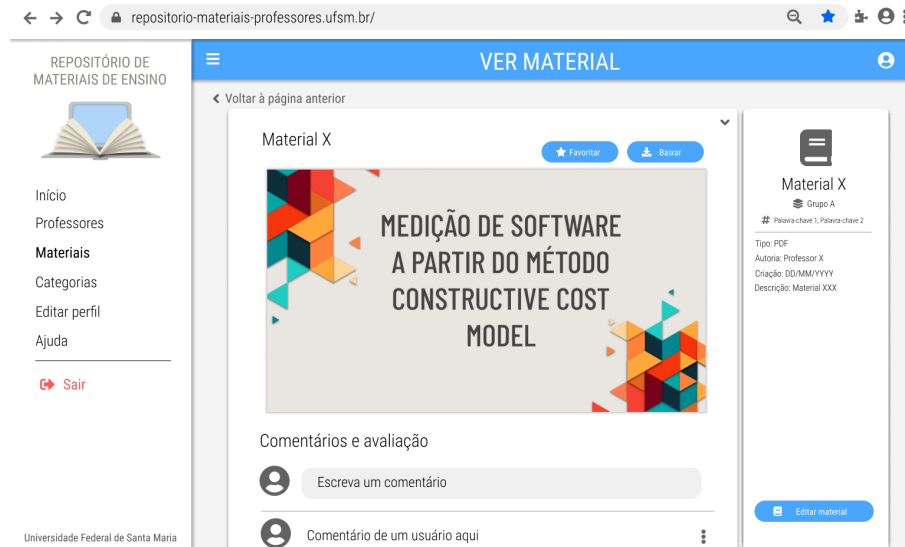 repositorio-materiais-professores.ufsm.br/
REPOSITÓRIO DE
MATERIAIS DE ENSINO
Início
Professores
Materiais
Categorias
Editar perfil
Ajuda
Sair
Universidade Federal de Santa Maria
VER MATERIAL
Voltar à página anterior
Material X
Favoritar
Baixar
MEDIÇÃO DE SOFTWARE
A PARTIR DO MÉTODO
CONSTRUCTIVE COST
MODEL
Comentários e avaliação
Escreva um comentário
Comentário de um usuário aqui
Material X
Grupo A
# Palavra-chave 1, Palavra-chave 2
Tipo: PDF
Autoria: Professor X
Criação: DD/MM/YYYY
Descrição: Material XXX
Editar material